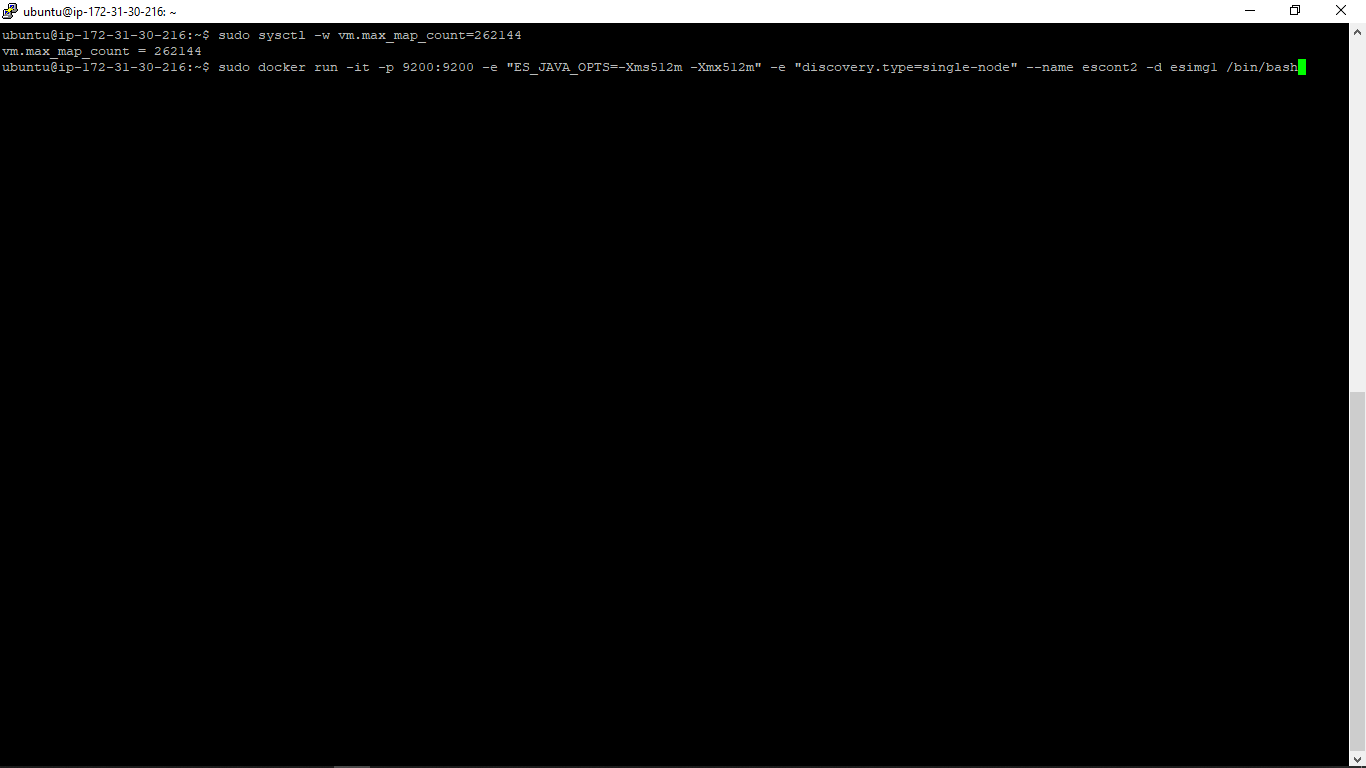 ubuntu@ip-172-31-30-216: ~
ubuntu@ip-172-31-30-216:~$ sudo sysctl -w vm.max_map_count=262144
vm.max_map_count = 262144
ubuntu@ip-172-31-30-216:~$ sudo docker run -it -p 9200:9200 -e "ES_JAVA_OPTS=-Xms512m -Xmx512m" -e "discovery.type=single-node" --name escont2 -d esimg1 /bin/bash